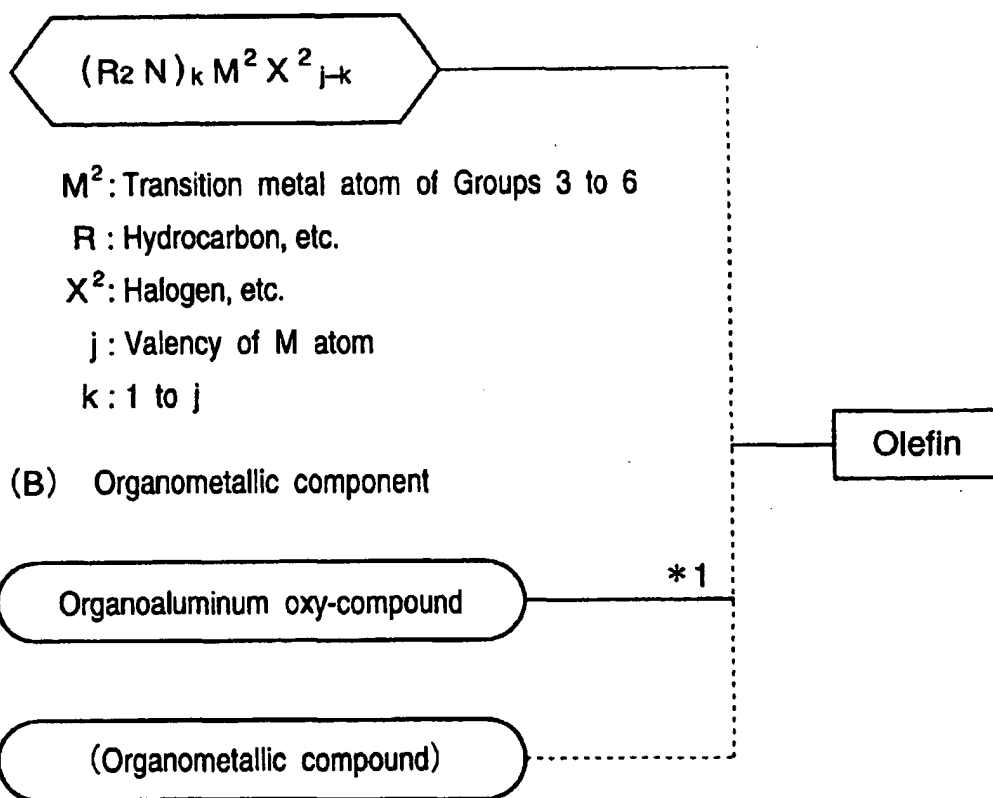 (R2 N)k M² X² j-k
M² : Transition metal atom of Groups 3 to 6
R : Hydrocarbon, etc.
X² : Halogen, etc.
j : Valency of M atom
k : 1 to j
Olefin
(B) Organometallic component
*1
Organoaluminum oxy-compound
(Organometallic compound)